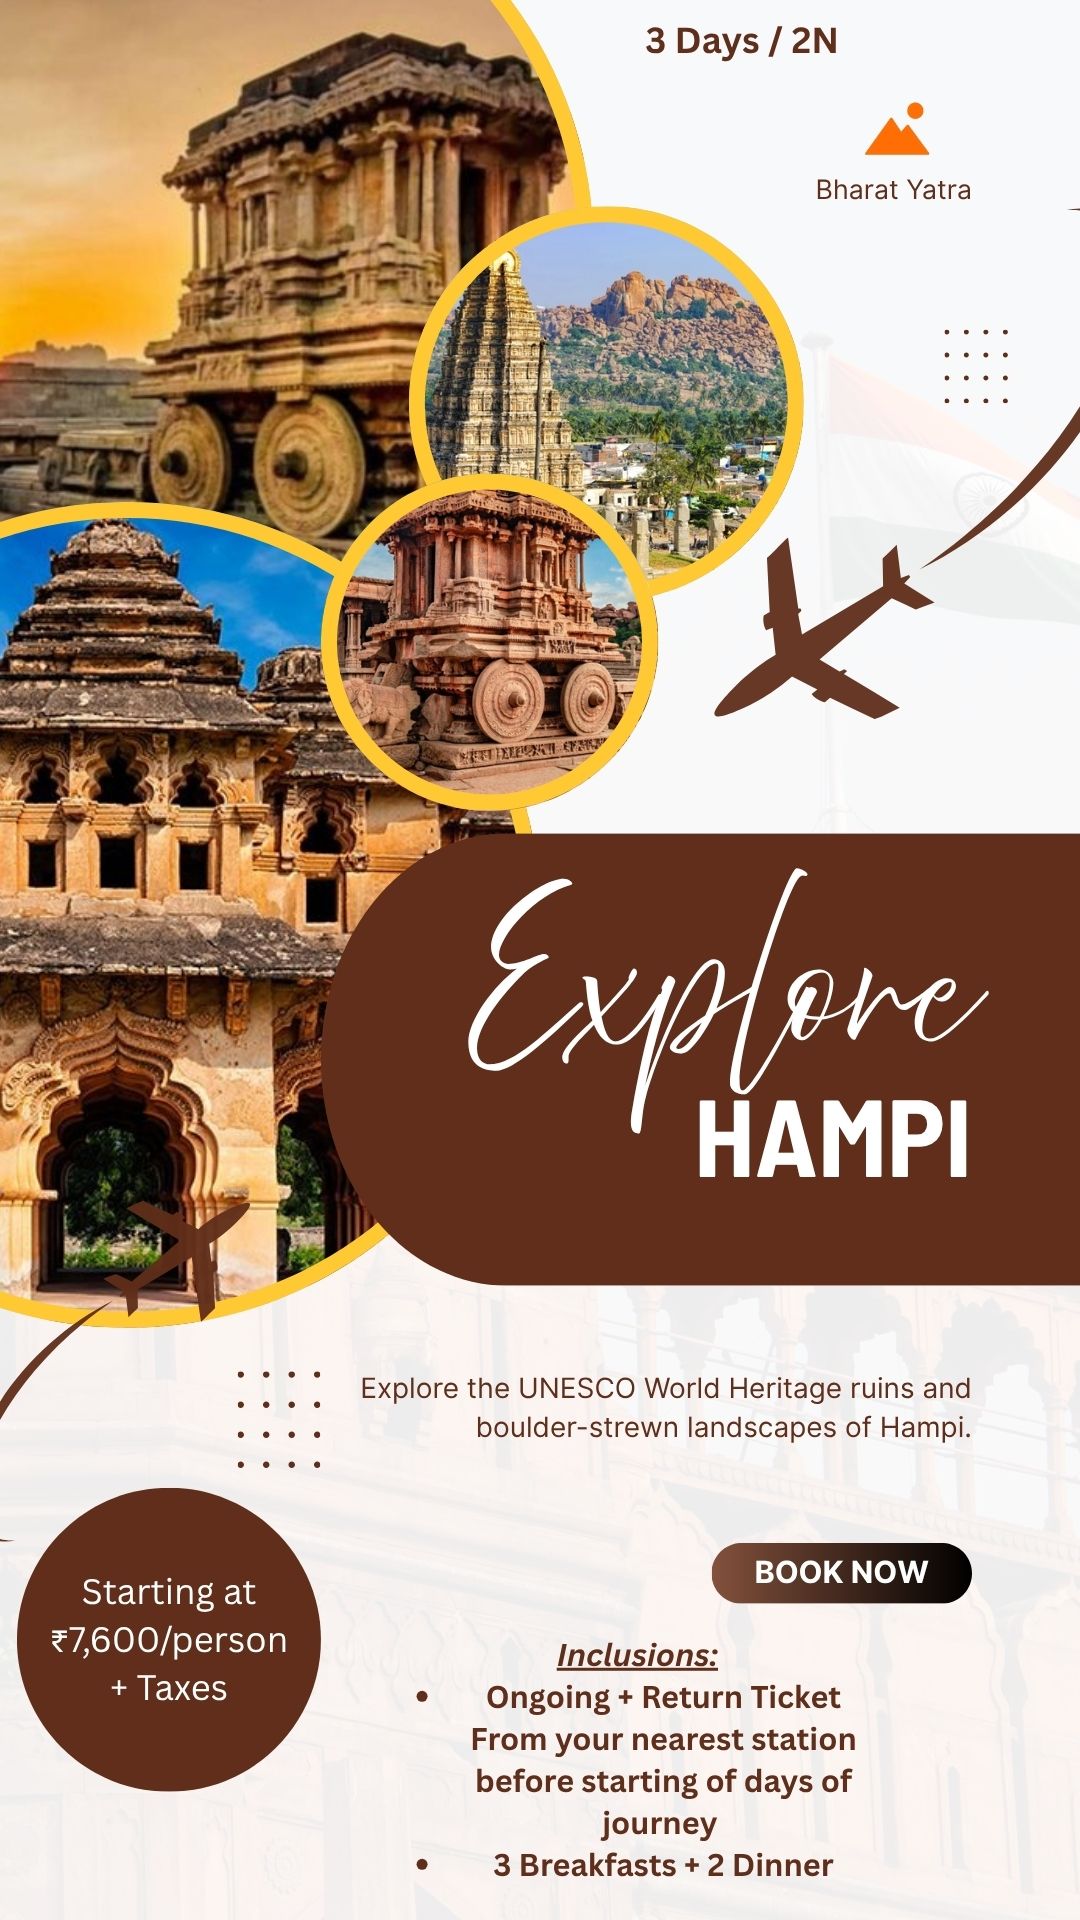 3 Days / 2N
Bharat Yatra
Explore
HAMPI
Explore the UNESCO World Heritage ruins and
boulder-strewn landscapes of Hampi.
BOOK NOW
Starting at
₹7,600/person
+ Taxes
Inclusions:
• Ongoing + Return Ticket
From your nearest station
before starting of days of
journey
• 3 Breakfasts + 2 Dinner